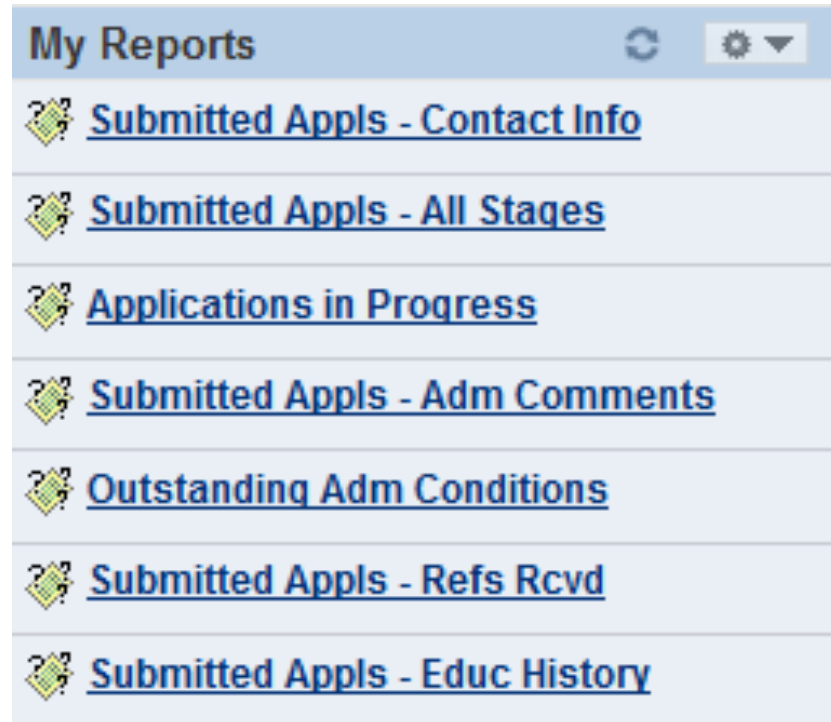 My Reports
Submitted Appls - Contact Info
Submitted Appls - All Stages
Applications in Progress
Submitted Appls - Adm Comments
Outstanding Adm Conditions
Submitted Appls - Refs Rcvd
Submitted Appls - Educ History